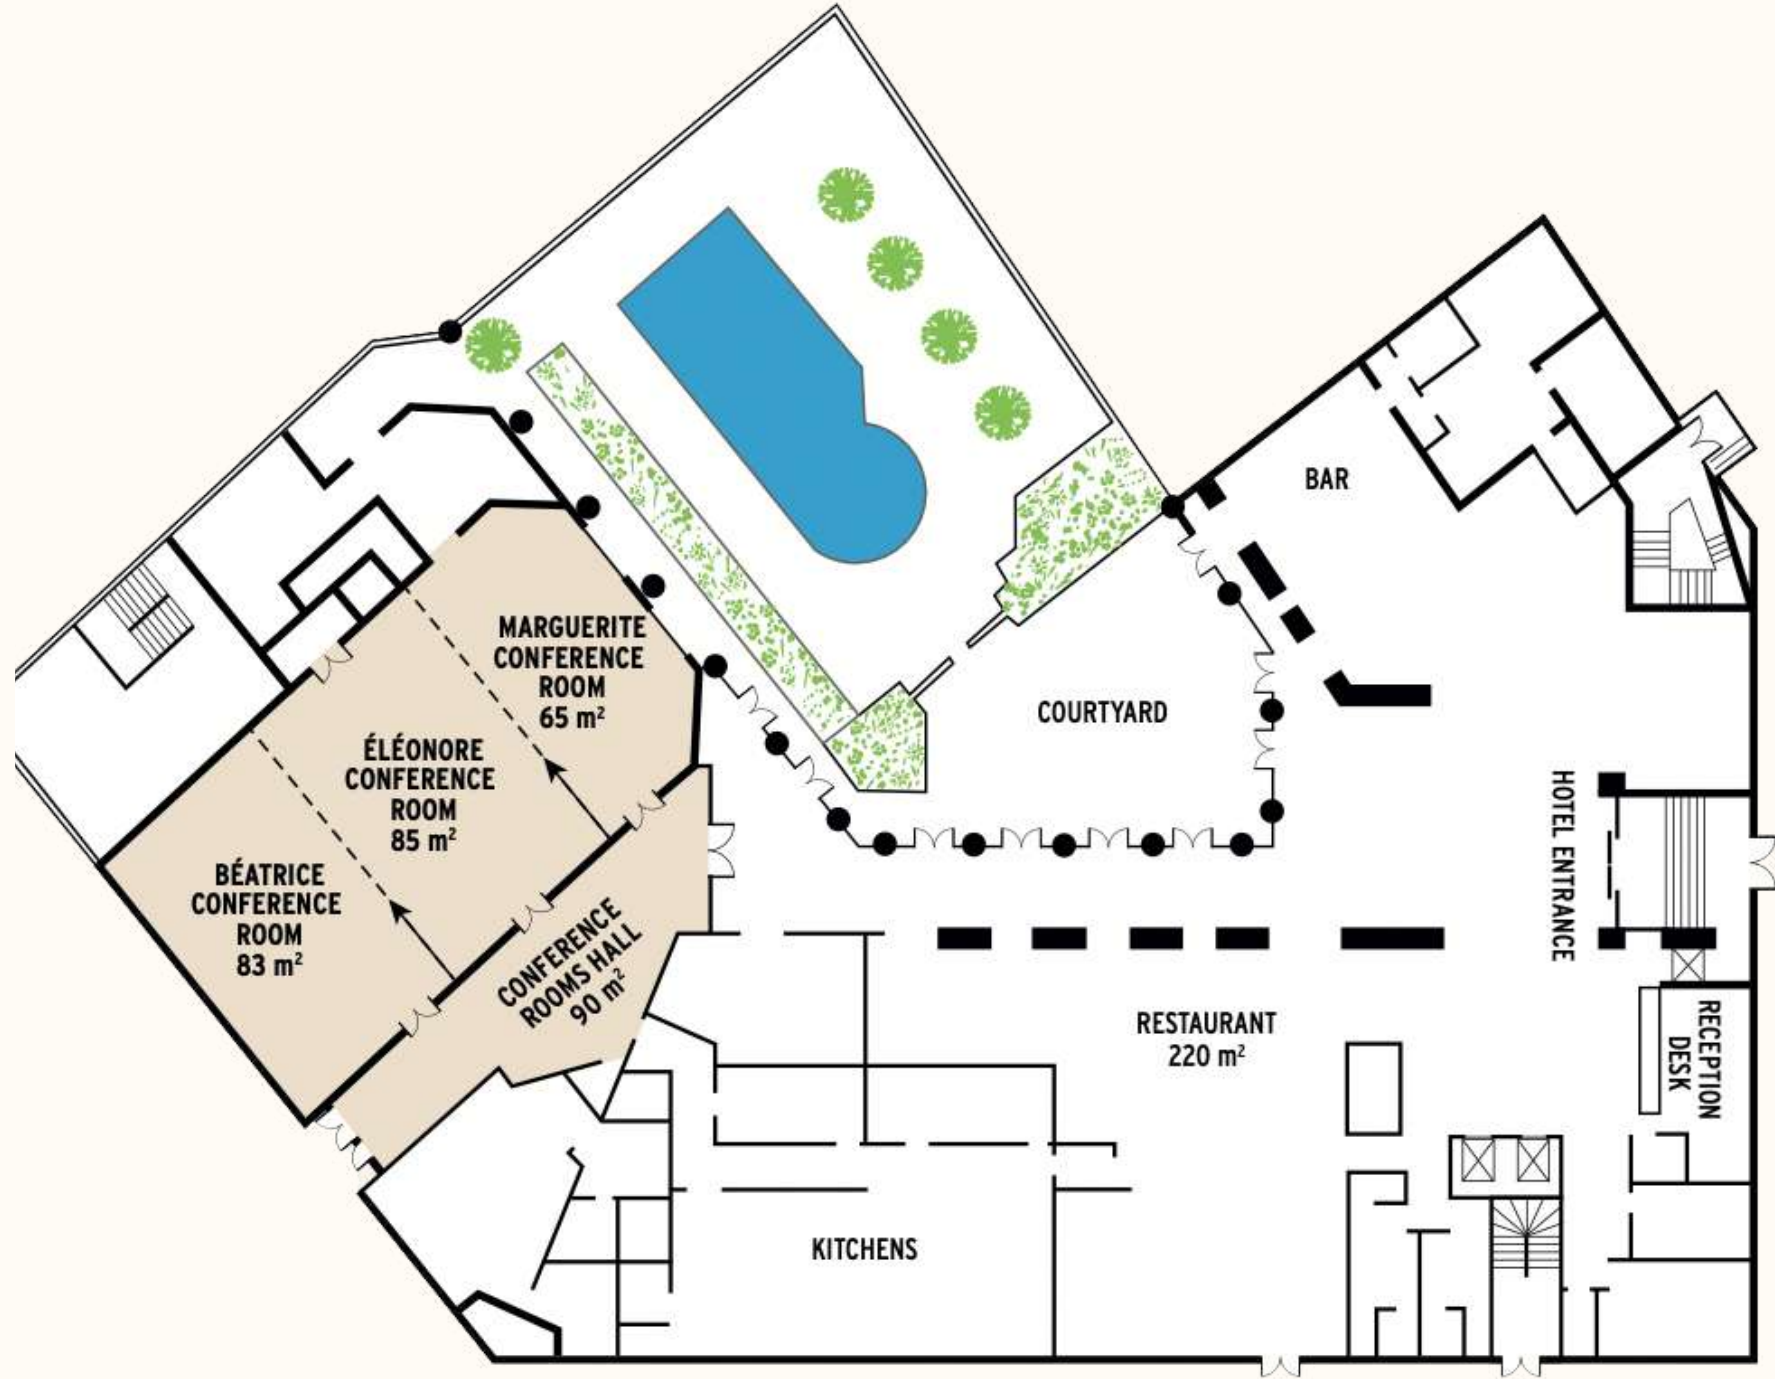 BAR
MARGUERITE
CONFERENCE
ROOM
65 m²
COURTYARD
ÉLÉONORE
CONFERENCE
ROOM
85 m²
HOTEL ENTRANCE
BÉATRICE
CONFERENCE
ROOM
83 m²
CONFERENCE
ROOMS HALL
90 m²
RESTAURANT
220 m²
RECEPTION
DESK
KITCHENS